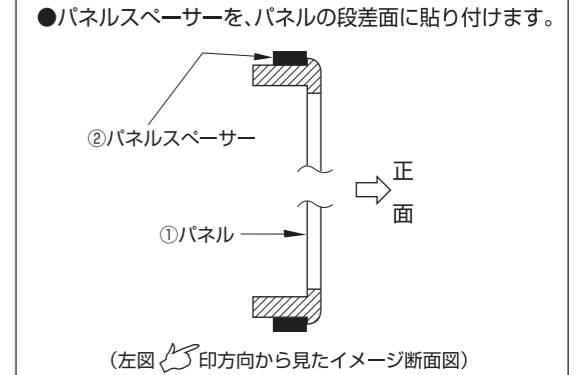 ●パネルスペーサーを、パネルの段差面に貼り付けます。
②パネルスペーサー
正
面
①パネル
(左図 印方向から見たイメージ断面図)